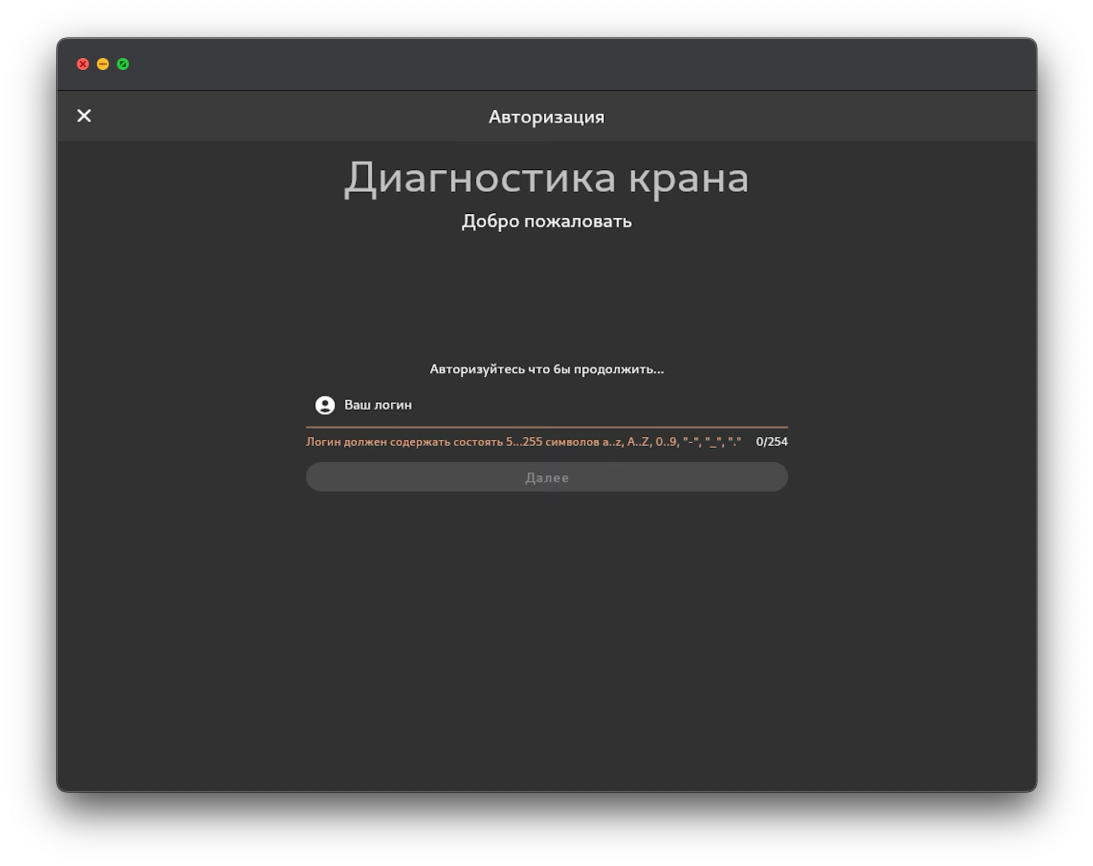 Авторизация
Диагностика крана
Добро пожаловать
Авторизуйтесь что бы продолжить...
Ваш логин
Логин должен содержать состоять 5...255 символов a..z, A..Z, 0..9, "-", "_", "." 0/254
Далее